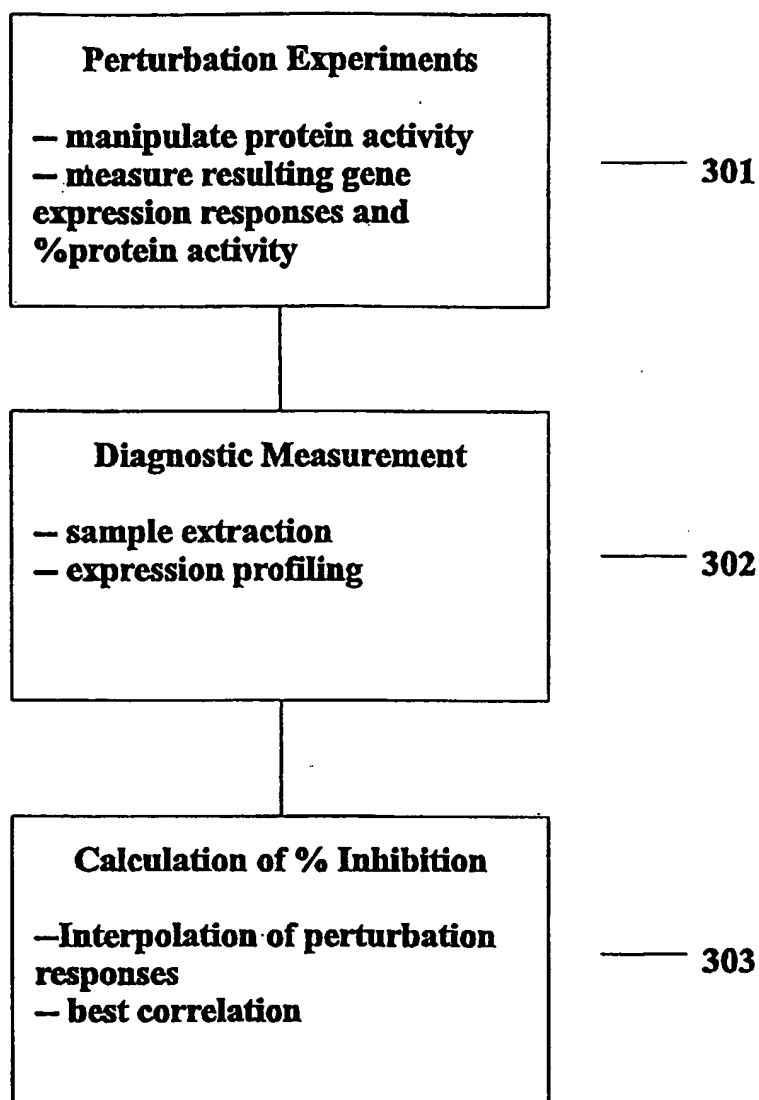 Perturbation Experiments
— manipulate protein activity
— measure resulting gene
expression responses and
%protein activity
301
Diagnostic Measurement
— sample extraction
— expression profiling
302
Calculation of % Inhibition
—Interpolation of perturbation
responses
— best correlation
303